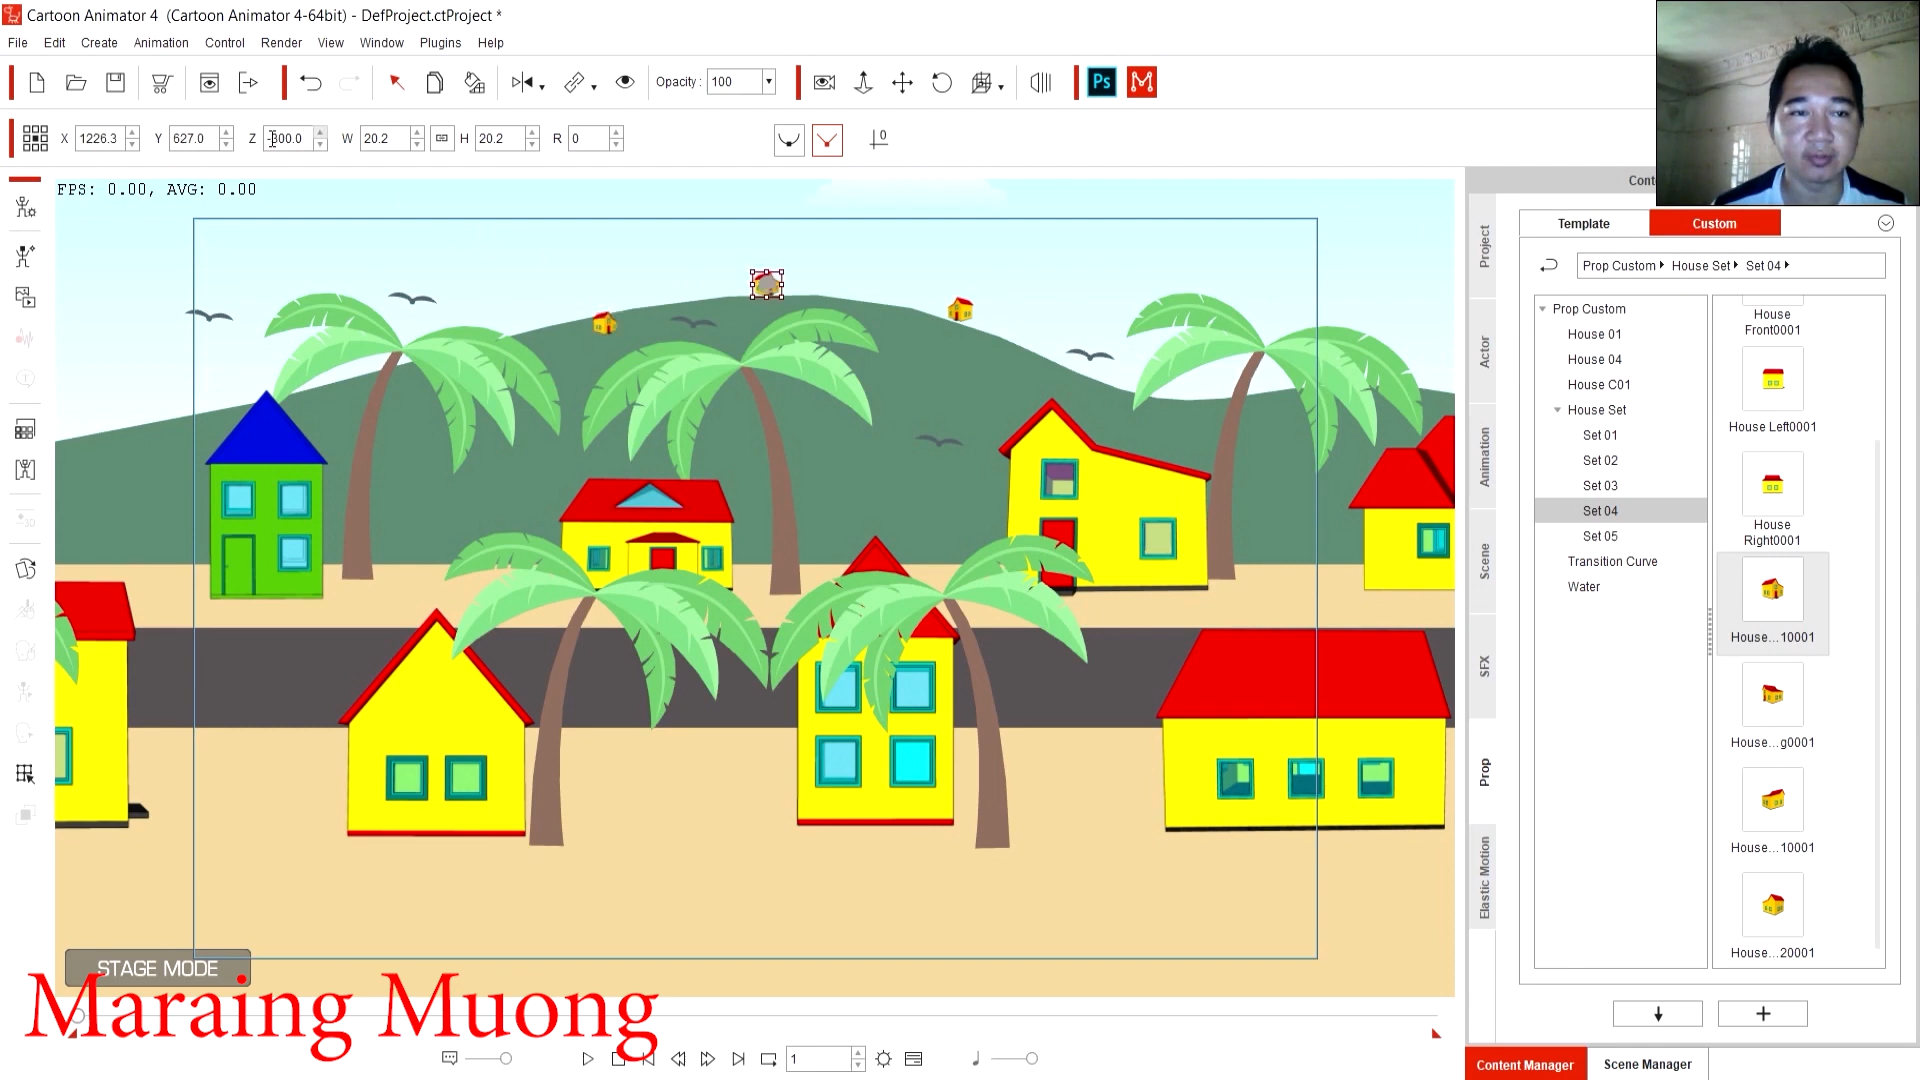 Cartoon Animator 4 (Cartoon Animator 4-64bit) - DefProject.ctProject *
File Edit Create Animation Control Render View Window Plugins Help
Opacity : 100
Ps
X 1226.3 Y 627.0 Z -300.0 W 20.2 H 20.2 R 0
0
FPS: 0.00, AVG: 0.00
STAGE MODE
Maraing Muong
1
Project
Actor
Animation
Scene
SFX
Prop
Elastic Motion
Template Custom
Prop Custom House Set Set 04
Prop Custom
House 01
House 04
House C01
House Set
Set 01
Set 02
Set 03
Set 04
Set 05
Transition Curve
Water
House
Front0001
House Left0001
House
Right0001
House...10001
House...g0001
House...10001
House...20001
Content Manager Scene Manager